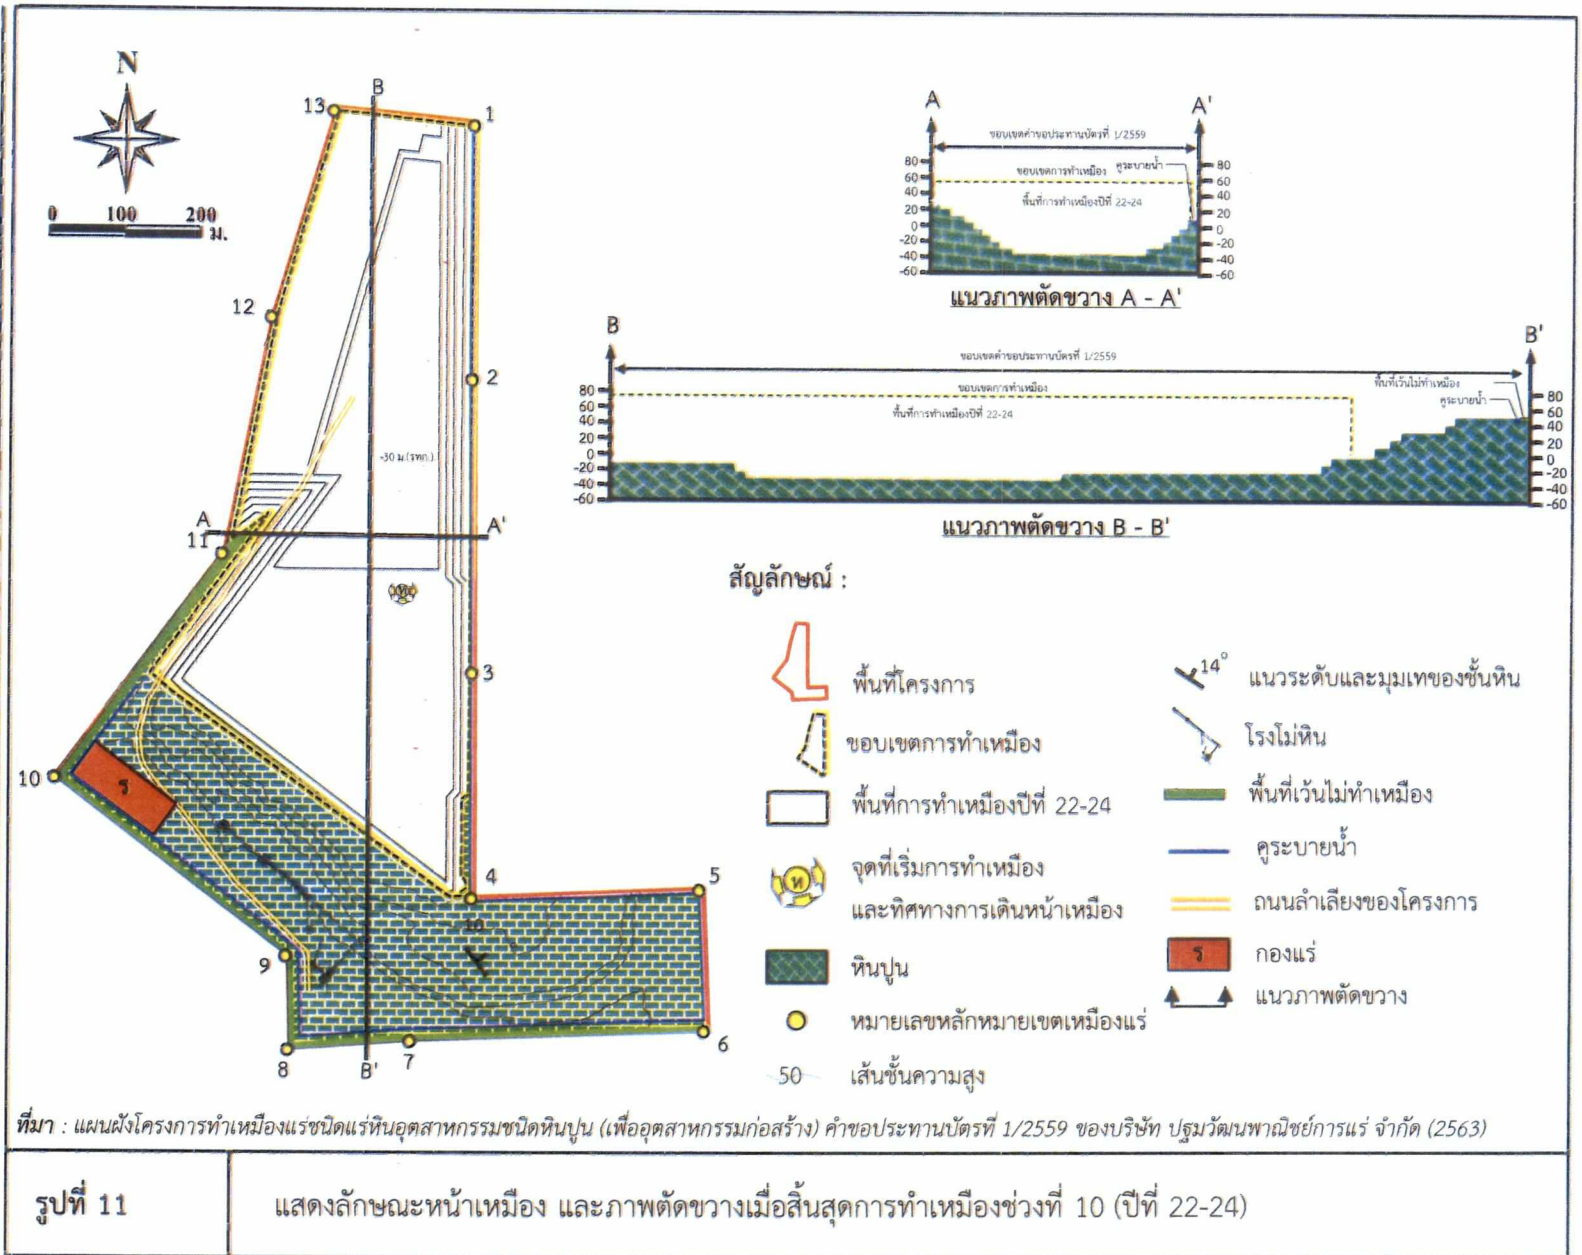 N
0 100 200
ม.
B
13
1
12
2
-30 ม.(รทก.)
A
A'
11
ท
3
10
ร
4
5
10
9
8
B'
7
6
A
A'
ขอบเขตคำขอประทานบัตรที่ 1/2559
ขอบเขตการทำเหมือง
คูระบายน้ำ
พื้นที่การทำเหมืองปีที่ 22-24
80
60
40
20
0
-20
-40
-60
80
60
40
20
0
-20
-40
-60
แนวภาพตัดขวาง A - A'
B
B'
ขอบเขตคำขอประทานบัตรที่ 1/2559
ขอบเขตการทำเหมือง
พื้นที่เว้นไม่ทำเหมือง
คูระบายน้ำ
พื้นที่การทำเหมืองปีที่ 22-24
80
60
40
20
0
-20
-40
-60
80
60
40
20
0
-20
-40
-60
แนวภาพตัดขวาง B - B'
สัญลักษณ์ :
พื้นที่โครงการ
ขอบเขตการทำเหมือง
พื้นที่การทำเหมืองปีที่ 22-24
ท
จุดที่เริ่มการทำเหมือง
และทิศทางการเดินหน้าเหมือง
หินปูน
หมายเลขหลักหมายเขตเหมืองแร่
50 เส้นชั้นความสูง
14° แนวระดับและมุมเทของชั้นหิน
โรงโม่หิน
พื้นที่เว้นไม่ทำเหมือง
คูระบายน้ำ
ถนนลำเลียงของโครงการ
ร กองแร่
แนวภาพตัดขวาง
ที่มา : แผนผังโครงการทำเหมืองแร่ชนิดแร่หินอุตสาหกรรมชนิดหินปูน (เพื่ออุตสาหกรรมก่อสร้าง) คำขอประทานบัตรที่ 1/2559 ของบริษัท ปฐมวัฒนพาณิชย์การแร่ จำกัด (2563)
รูปที่ 11
แสดงลักษณะหน้าเหมือง และภาพตัดขวางเมื่อสิ้นสุดการทำเหมืองช่วงที่ 10 (ปีที่ 22-24)